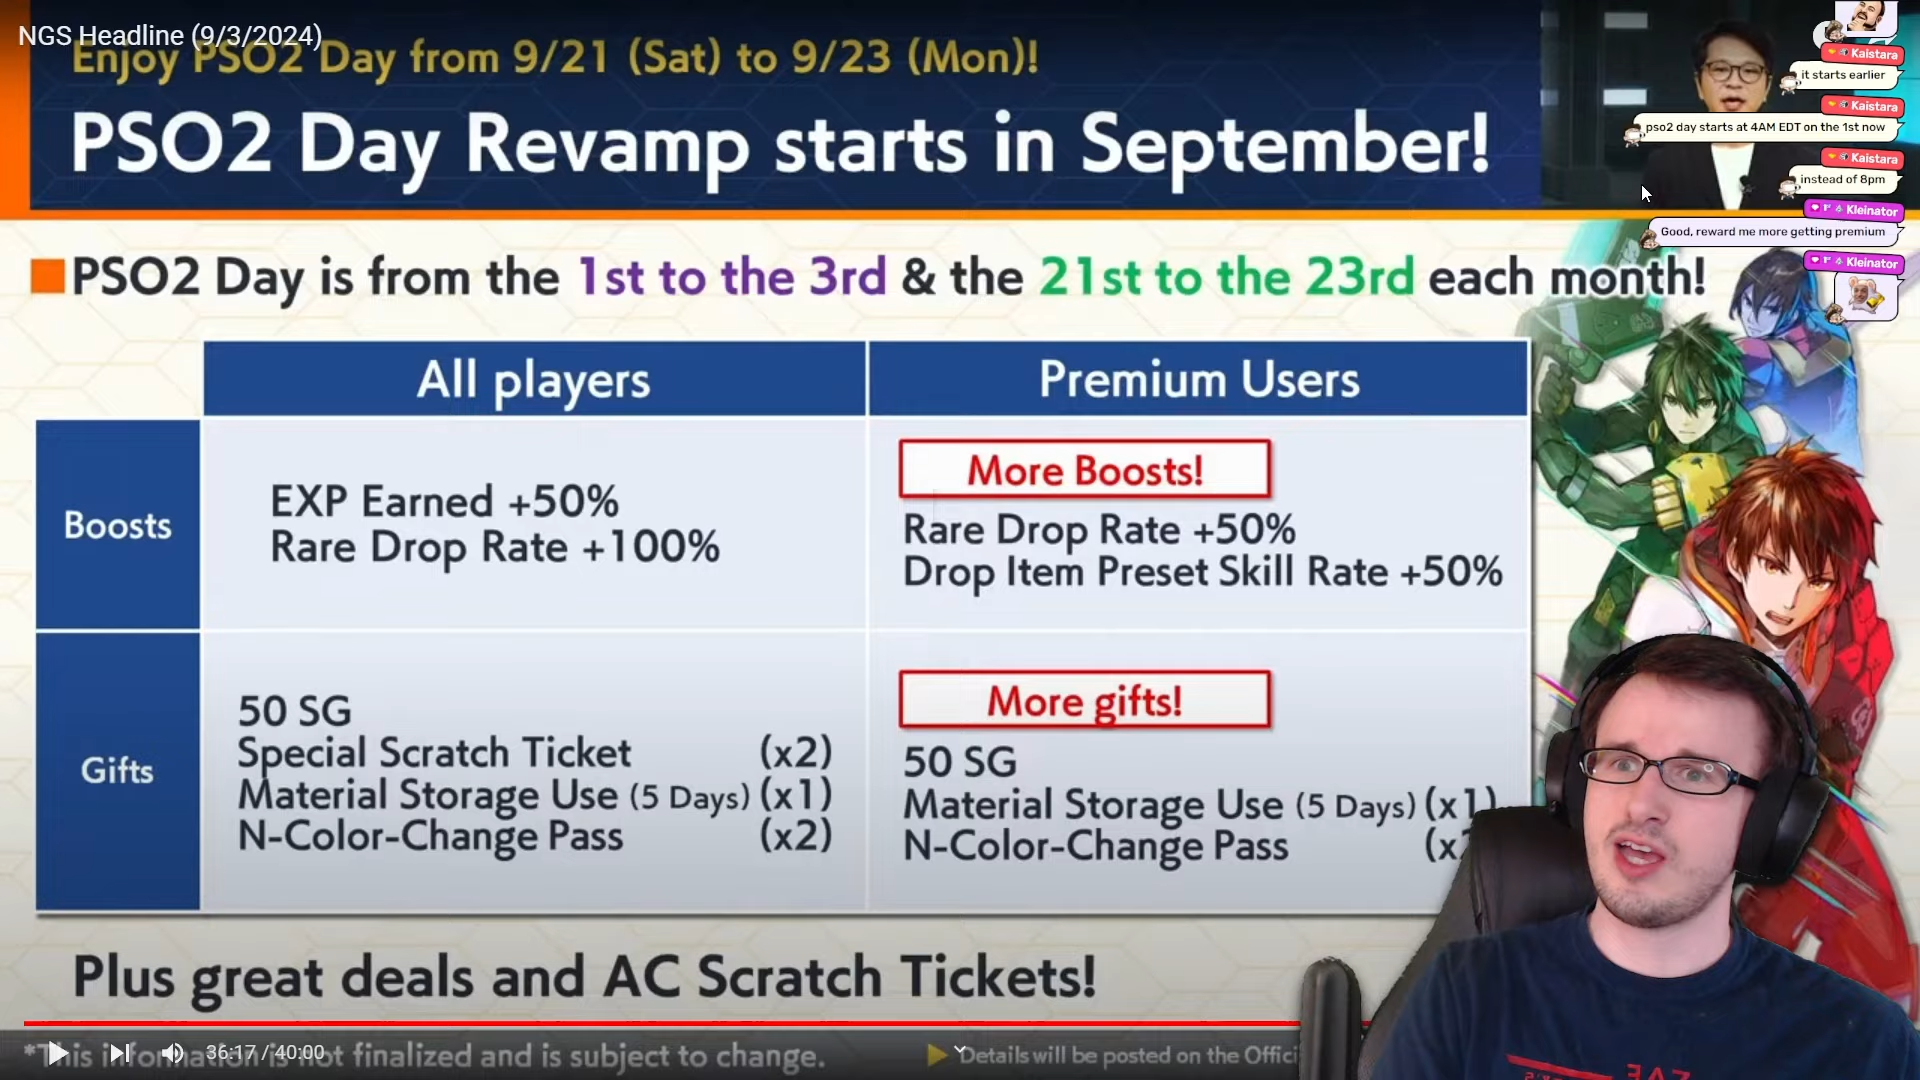 NGS Headline (9/3/2024)
Enjoy PSO2 Day from 9/21 (Sat) to 9/23 (Mon)!
PSO2 Day Revamp starts in September!
Kaistara
it starts earlier
Kaistara
pso2 day starts at 4AM EDT on the 1st now
Kaistara
instead of 8pm
Kleinator
Good, reward me more getting premium
Kleinator
PSO2 Day is from the 1st to the 3rd & the 21st to the 23rd each month!
All players
Premium Users
Boosts
EXP Earned +50%
Rare Drop Rate +100%
More Boosts!
Rare Drop Rate +50%
Drop Item Preset Skill Rate +50%
Gifts
50 SG
Special Scratch Ticket (x2)
Material Storage Use (5 Days) (x1)
N-Color-Change Pass (x2)
More gifts!
50 SG
Material Storage Use (5 Days) (x1)
N-Color-Change Pass
Plus great deals and AC Scratch Tickets!
36:17 / 40:00
*This information is not finalized and is subject to change.
Details will be posted on the